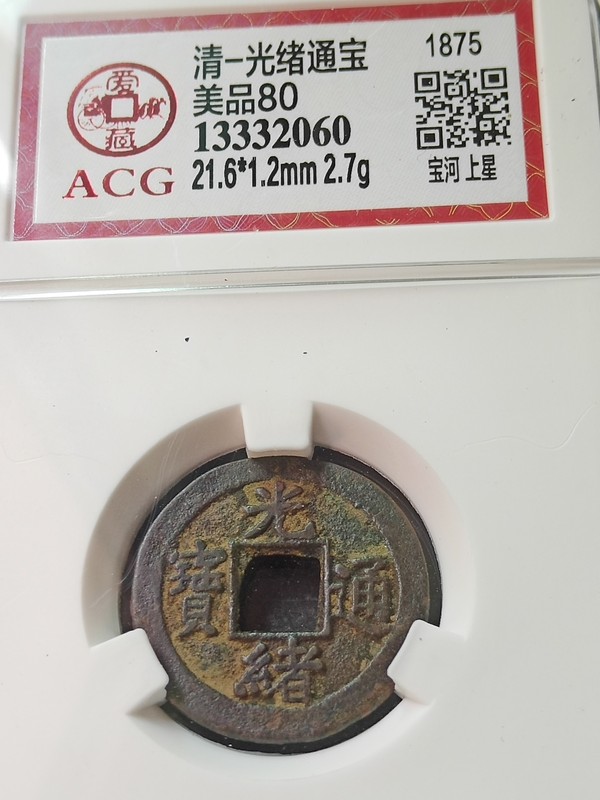 爱
藏
ACG
清-光绪通宝
美品80
13332060
21.6*1.2mm 2.7g
1875
宝河 上星
光
緒
通
寶